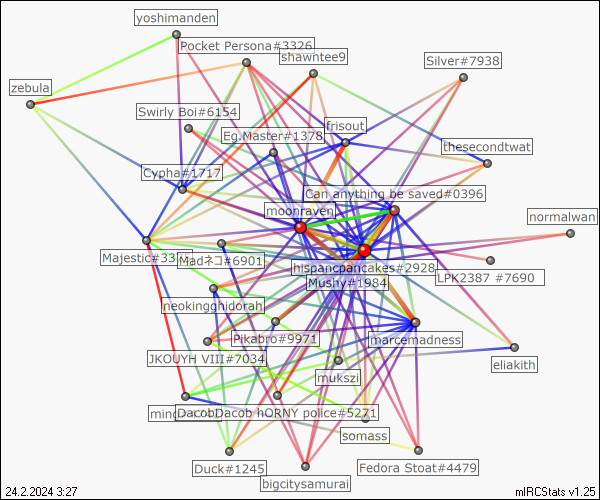 yoshimanden
Pocket Persona#3326
shawntee9
Silver#7938
zebula
Swirly Boi#6154
frisout
Eg.Master#1378
thesecondtwat
Cypha#1717
Can anything be saved#0396
moonraven
normalwan
Majestic#33
Madネコ#6901
hispancpancakes#2928
LPK2387 #7690
Mushy#1984
neokingghidorah
Pikabro#9971
marcemadness
JKOUYH VIII#7034
eliakith
mukszi
DacobDacob hORNY police#5271
somass
Duck#1245
Fedora Stoat#4479
bigcitysamurai
24.2.2024 3:27
mIRCStats v1.25